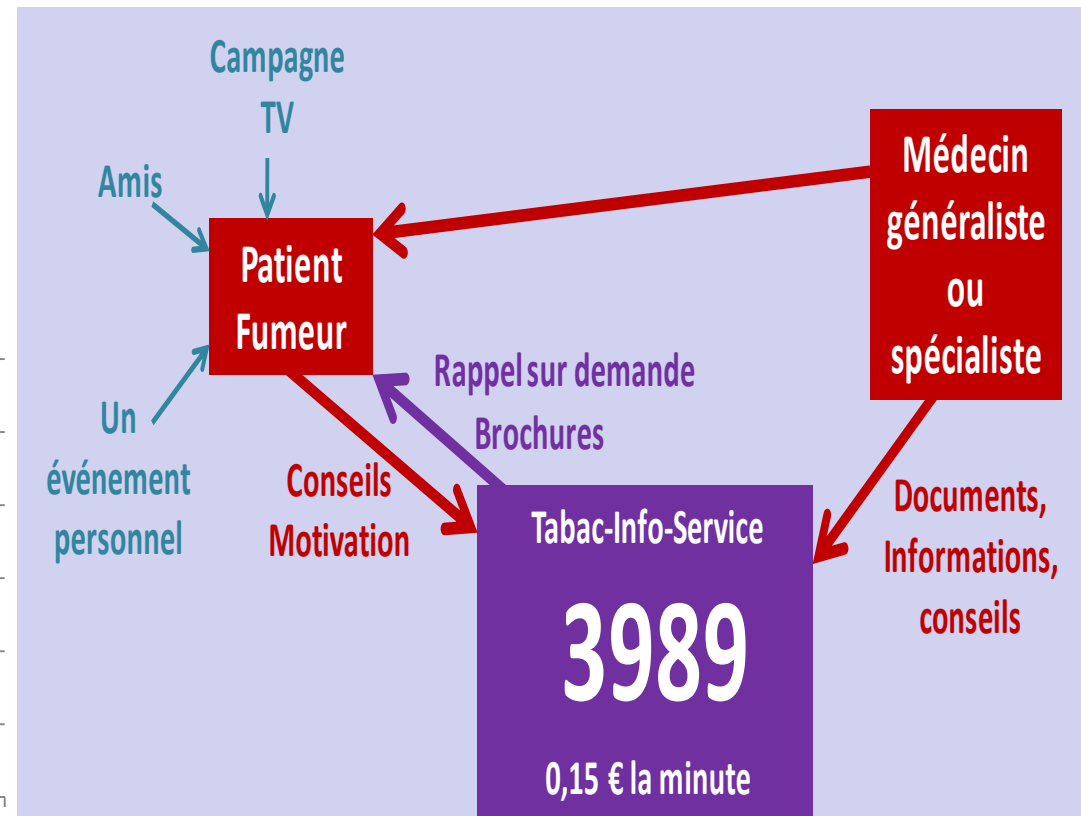 Campagne
TV
Amis
Patient
Fumeur
Un
événement
personnel
Médecin
généraliste
ou
spécialiste
Rappel sur demande
Brochures
Conseils
Motivation
Documents,
Informations,
conseils
Tabac-Info-Service
3989
0,15 € la minute